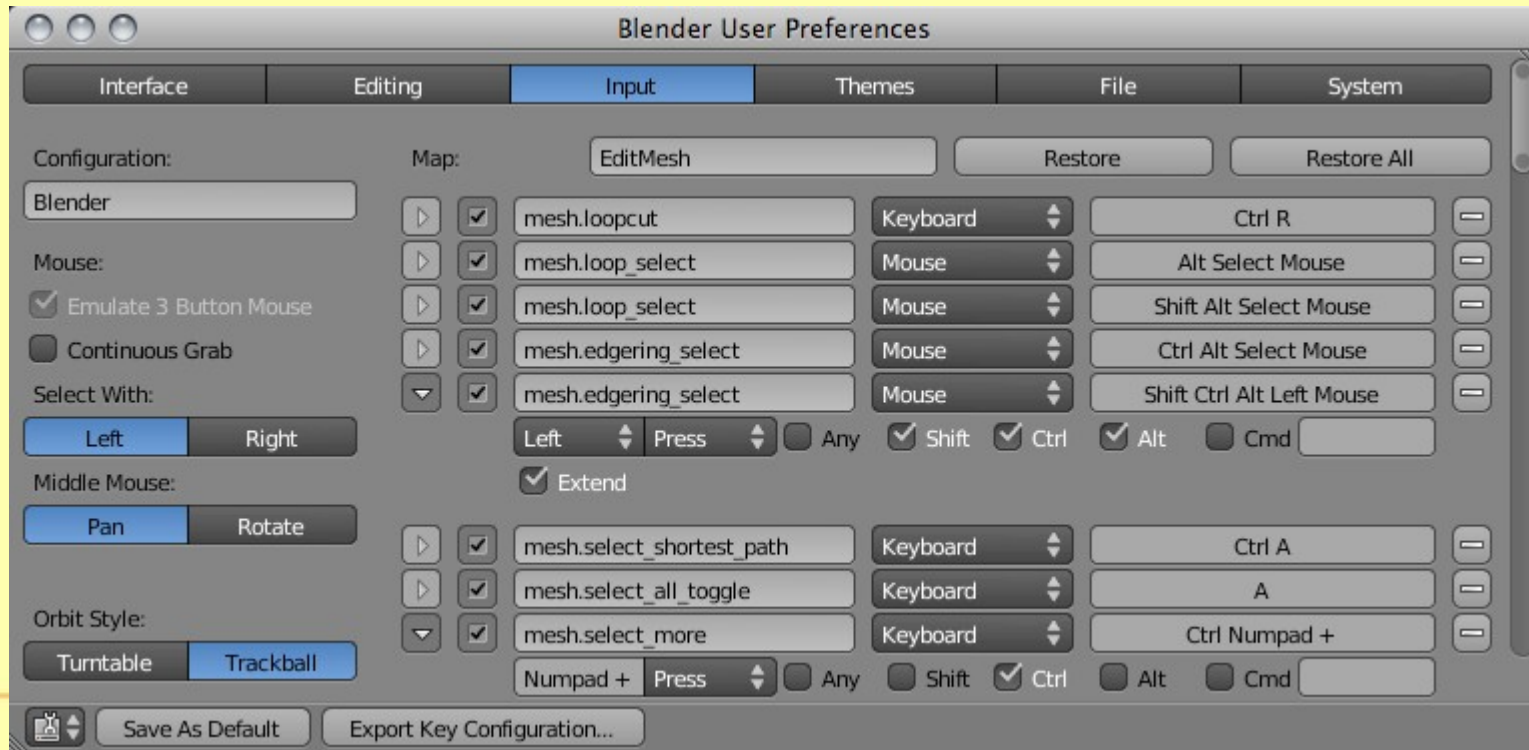 Blender User Preferences
Interface Editing Input Themes File System
Configuration: Map: EditMesh Restore Restore All
Blender
mesh.loopcut Keyboard Ctrl R
Mouse: mesh.loop_select Mouse Alt Select Mouse
Emulate 3 Button Mouse mesh.loop_select Mouse Shift Alt Select Mouse
Continuous Grab mesh.edgering_select Mouse Ctrl Alt Select Mouse
Select With: mesh.edgering_select Mouse Shift Ctrl Alt Left Mouse
Left Right Left Press Any Shift Ctrl Alt Cmd
Middle Mouse: Extend
Pan Rotate
mesh.select_shortest_path Keyboard Ctrl A
mesh.select_all_toggle Keyboard A
Orbit Style: mesh.select_more Keyboard Ctrl Numpad +
Turntable Trackball Numpad + Press Any Shift Ctrl Alt Cmd
Save As Default Export Key Configuration...